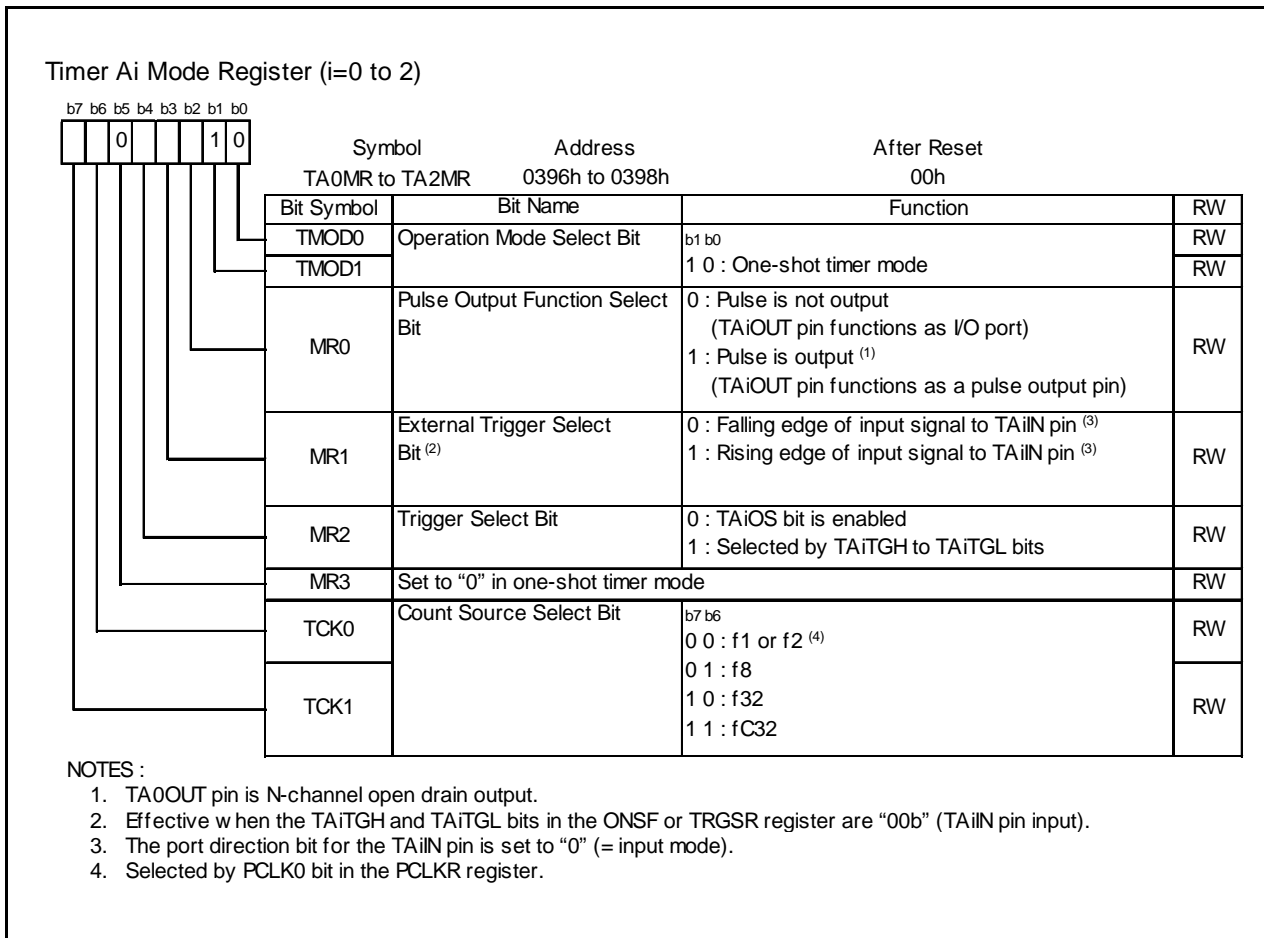 Timer Ai Mode Register (i=0 to 2)
b7 b6 b5 b4 b3 b2 b1 b0
0 1 0
Symbol Address After Reset
TA0MR to TA2MR 0396h to 0398h 00h
Bit Symbol Bit Name Function RW
TMOD0 Operation Mode Select Bit b1 b0 RW
TMOD1 1 0 : One-shot timer mode RW
MR0 Pulse Output Function Select Bit 0 : Pulse is not output RW
(TAiOUT pin functions as I/O port)
1 : Pulse is output (1)
(TAiOUT pin functions as a pulse output pin)
MR1 External Trigger Select Bit (2) 0 : Falling edge of input signal to TAiIN pin (3) RW
1 : Rising edge of input signal to TAiIN pin (3)
MR2 Trigger Select Bit 0 : TAiOS bit is enabled RW
1 : Selected by TAiTGH to TAiTGL bits
MR3 Set to “0” in one-shot timer mode RW
TCK0 Count Source Select Bit b7 b6 RW
0 0 : f1 or f2 (4)
0 1 : f8
TCK1 1 0 : f32 RW
1 1 : fC32
NOTES :
1. TA0OUT pin is N-channel open drain output.
2. Effective when the TAiTGH and TAiTGL bits in the ONSF or TRGSR register are “00b” (TAiIN pin input).
3. The port direction bit for the TAiIN pin is set to “0” (= input mode).
4. Selected by PCLK0 bit in the PCLKR register.